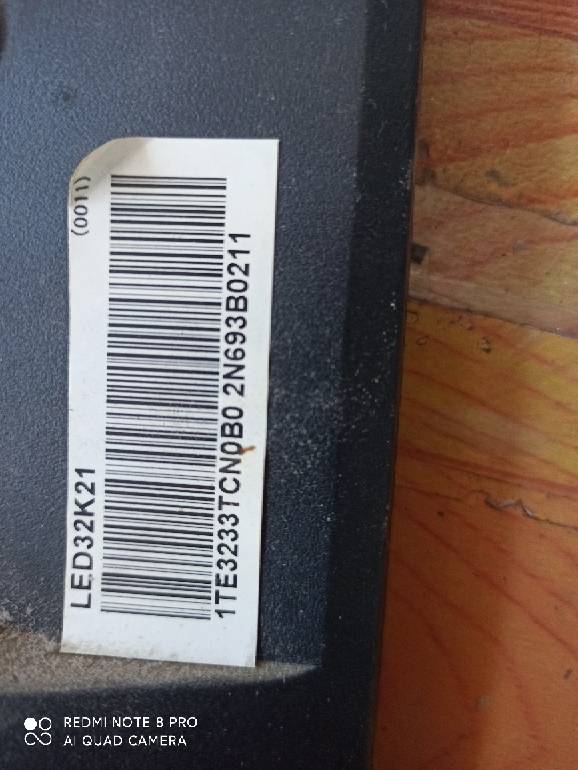 LED32K21
(0011)
1TE3233TCN0B0 2N693B0211
REDMI NOTE 8 PRO
AI QUAD CAMERA